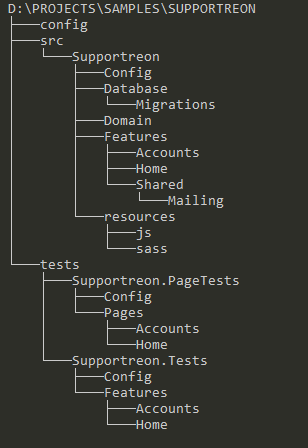 D:\PROJECTS\SAMPLES\SUPPORTREON
├───config
├───src
│   └───Supportreon
│       ├───Config
│       ├───Database
│       │   └───Migrations
│       ├───Domain
│       ├───Features
│       │   ├───Accounts
│       │   ├───Home
│       │   └───Shared
│       │       └───Mailing
│       └───resources
│           ├───js
│           └───sass
└───tests
    ├───Supportreon.PageTests
    │   ├───Config
    │   └───Pages
    │       ├───Accounts
    │       └───Home
    └───Supportreon.Tests
        ├───Config
        └───Features
            ├───Accounts
            └───Home